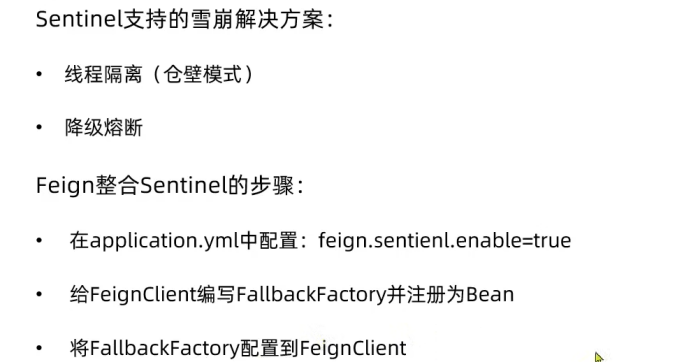 Sentinel支持的雪崩解决方案：
• 线程隔离（仓壁模式）
• 降级熔断
Feign整合Sentinel的步骤：
• 在application.yml中配置：feign.sentienl.enable=true
• 给FeignClient编写FallbackFactory并注册为Bean
• 将FallbackFactory配置到FeignClient